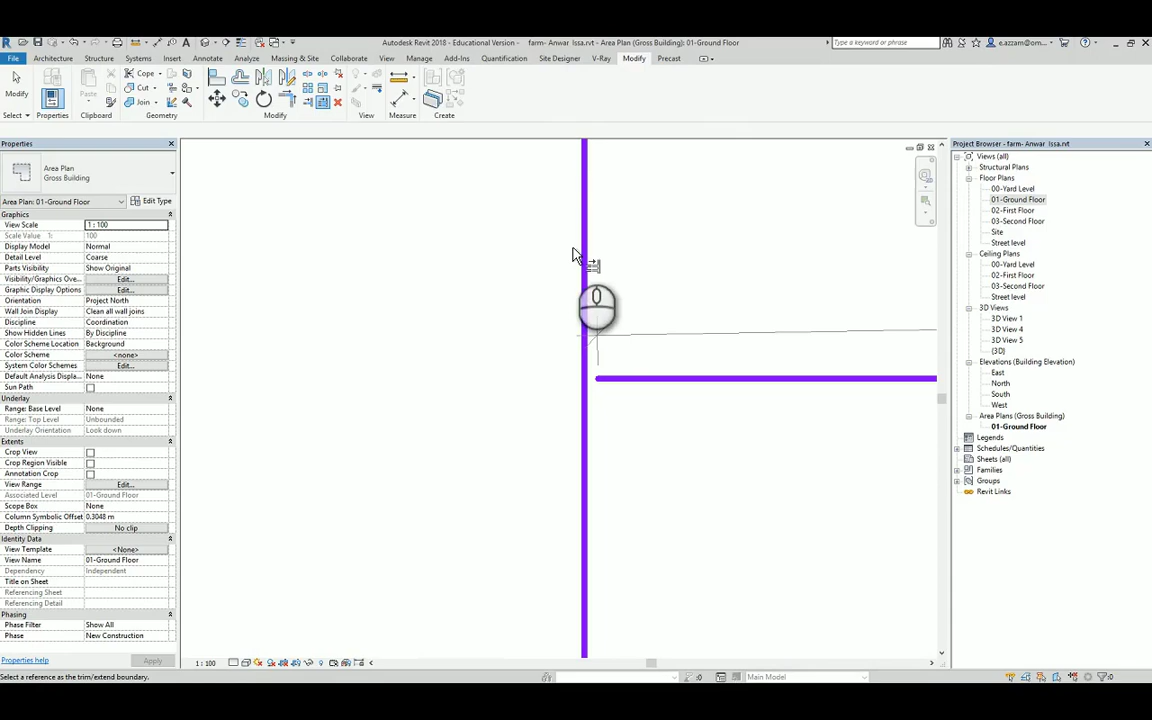 Autodesk Revit 2018 - Educational Version - farm- Anwar Issa.rvt - Area Plan (Gross Building): 01-Ground Floor
Type a keyword or phrase
e.azzam@om...
File Architecture Structure Systems Insert Annotate Analyze Massing & Site Collaborate View Manage Add-Ins Quantification Site Designer V-Ray Modify Precast
Modify
Properties
Paste
Cope
Cut
Join
Select Properties Clipboard Geometry Modify View Measure Create
Properties
Area Plan
Gross Building
Area Plan: 01-Ground Floor Edit Type
Graphics
View Scale 1 : 100
Scale Value 1: 100
Display Model Normal
Detail Level Coarse
Parts Visibility Show Original
Visibility/Graphics Ove... Edit...
Graphic Display Options Edit...
Orientation Project North
Wall Join Display Clean all wall joins
Discipline Coordination
Show Hidden Lines By Discipline
Color Scheme Location Background
Color Scheme <none>
System Color Schemes Edit...
Default Analysis Displa... None
Sun Path
Underlay
Range: Base Level None
Range: Top Level Unbounded
Underlay Orientation Look down
Extents
Crop View
Crop Region Visible
Annotation Crop
View Range Edit...
Associated Level 01-Ground Floor
Scope Box None
Column Symbolic Offset 0.3048 m
Depth Clipping No clip
Identity Data
View Template <None>
View Name 01-Ground Floor
Dependency Independent
Title on Sheet
Referencing Sheet
Referencing Detail
Phasing
Phase Filter Show All
Phase New Construction
Properties help Apply
Project Browser - farm- Anwar Issa.rvt
Views (all)
Structural Plans
Floor Plans
00-Yard Level
01-Ground Floor
02-First Floor
03-Second Floor
Site
Street level
Ceiling Plans
00-Yard Level
02-First Floor
03-Second Floor
Street level
3D Views
3D View 1
3D View 4
3D View 5
{3D}
Elevations (Building Elevation)
East
North
South
West
Area Plans (Gross Building)
01-Ground Floor
Legends
Schedules/Quantities
Sheets (all)
Families
Groups
Revit Links
1 : 100
Select a reference as the trim/extend boundary.
:0
Main Model
:0